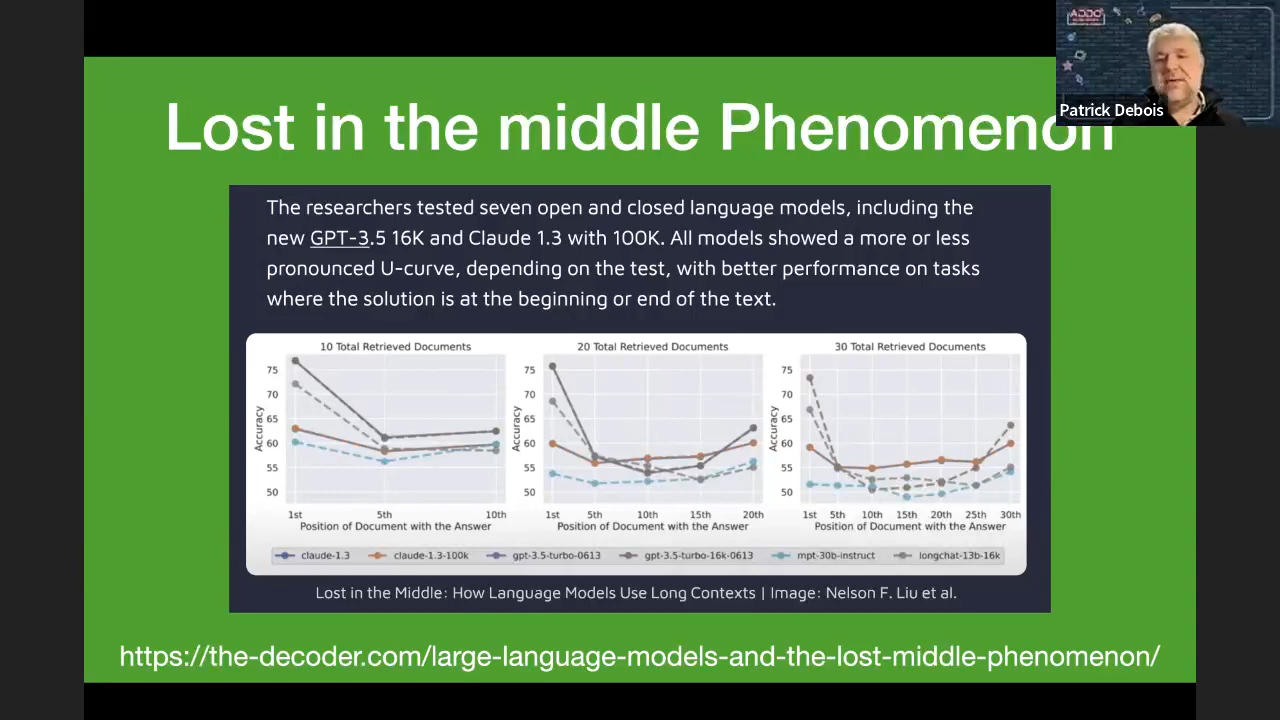 ADDO
Patrick Debois
Lost in the middle Phenomenon
The researchers tested seven open and closed language models, including the
new GPT-3.5 16K and Claude 1.3 with 100K. All models showed a more or less
pronounced U-curve, depending on the test, with better performance on tasks
where the solution is at the beginning or end of the text.
10 Total Retrieved Documents
75
70
65
60
55
50
Accuracy
1st 5th 10th
Position of Document with the Answer
20 Total Retrieved Documents
75
70
65
60
55
50
Accuracy
1st 5th 10th 15th 20th
Position of Document with the Answer
30 Total Retrieved Documents
75
70
65
60
55
50
Accuracy
1st 5th 10th 15th 20th 25th 30th
Position of Document with the Answer
claude-1.3 claude-1.3-100k gpt-3.5-turbo-0613 gpt-3.5-turbo-16k-0613 mpt-30b-instruct longchat-13b-16k
Lost in the Middle: How Language Models Use Long Contexts | Image: Nelson F. Liu et al.
https://the-decoder.com/large-language-models-and-the-lost-middle-phenomenon/